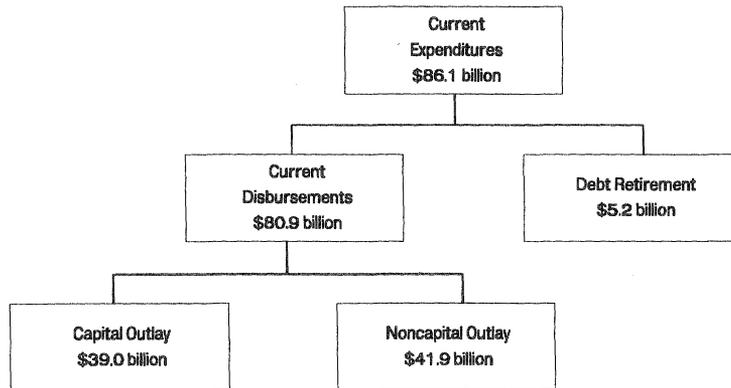 Current
Expenditures
$86.1 billion
Current
Disbursements
$80.9 billion
Debt Retirement
$5.2 billion
Capital Outlay
$39.0 billion
Noncapital Outlay
$41.9 billion